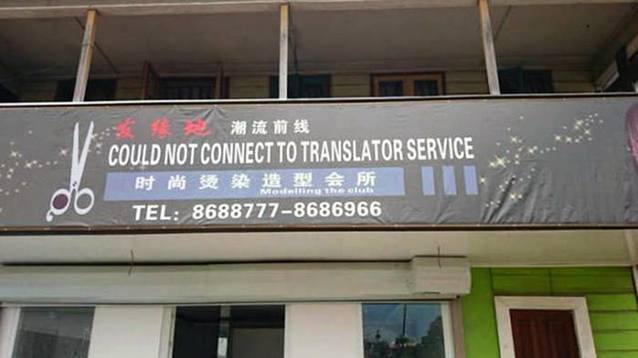 发缘地 潮流前线
COULD NOT CONNECT TO TRANSLATOR SERVICE
时尚烫染造型会所
Modelling the club
TEL: 8688777-8686966